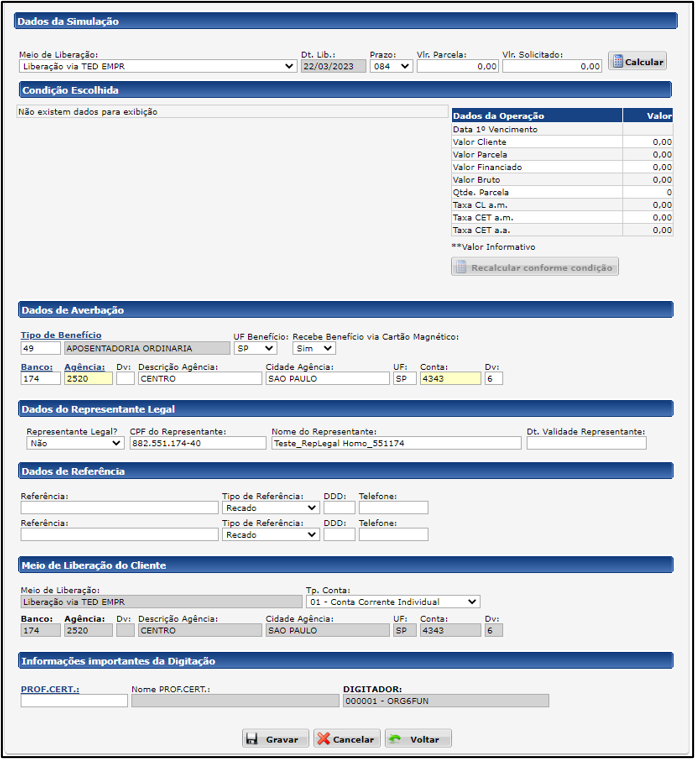 Dados da Simulação
Meio de Liberação: Dt. Lib.: Prazo: Vlr. Parcela: Vlr. Solicitado:
Liberação via TED EMPR 22/03/2023 084 0,00 0,00 Calcular
Condição Escolhida
Não existem dados para exibição
Dados da Operação Valor
Data 1º Vencimento
Valor Cliente 0,00
Valor Parcela 0,00
Valor Financiado 0,00
Valor Bruto 0,00
Qtde. Parcela 0
Taxa CL a.m. 0,00
Taxa CET a.m. 0,00
Taxa CET a.a. 0,00
**Valor Informativo
Recalcular conforme condição
Dados de Averbação
Tipo de Benefício UF Benefício: Recebe Benefício via Cartão Magnético:
49 APOSENTADORIA ORDINARIA SP Sim
Banco: Agência: Dv: Descrição Agência: Cidade Agência: UF: Conta: Dv:
174 2520 CENTRO SAO PAULO SP 4343 6
Dados do Representante Legal
Representante Legal? CPF do Representante: Nome do Representante: Dt. Validade Representante:
Não 882.551.174-40 Teste_RepLegal Homo_551174
Dados de Referência
Referência: Tipo de Referência: DDD: Telefone:
Recado
Referência: Tipo de Referência: DDD: Telefone:
Recado
Meio de Liberação do Cliente
Meio de Liberação: Tp. Conta:
Liberação via TED EMPR 01 - Conta Corrente Individual
Banco: Agência: Dv: Descrição Agência: Cidade Agência: UF: Conta: Dv:
174 2520 CENTRO SAO PAULO SP 4343 6
Informações importantes da Digitação
PROF.CERT.: Nome PROF.CERT.: DIGITADOR:
000001 - ORG6FUN
Gravar Cancelar Voltar